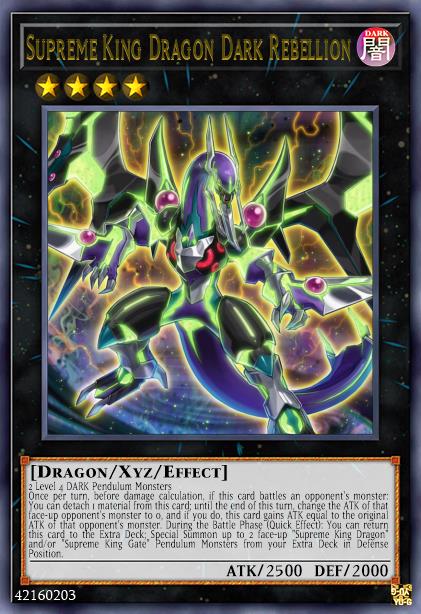 Supreme King Dragon Dark Rebellion
DARK
闇
[Dragon/Xyz/Effect]
2 Level 4 DARK Pendulum Monsters
Once per turn, before damage calculation, if this card battles an opponent's monster:
You can detach 1 material from this card; until the end of this turn, change the ATK of that
face-up opponent's monster to 0, and if you do, this card gains ATK equal to the original
ATK of that opponent's monster. During the Battle Phase (Quick Effect): You can return
this card to the Extra Deck; Special Summon up to 2 face-up "Supreme King Dragon"
and/or "Supreme King Gate" Pendulum Monsters from your Extra Deck in Defense
Position.
ATK/2500 DEF/2000
42160203